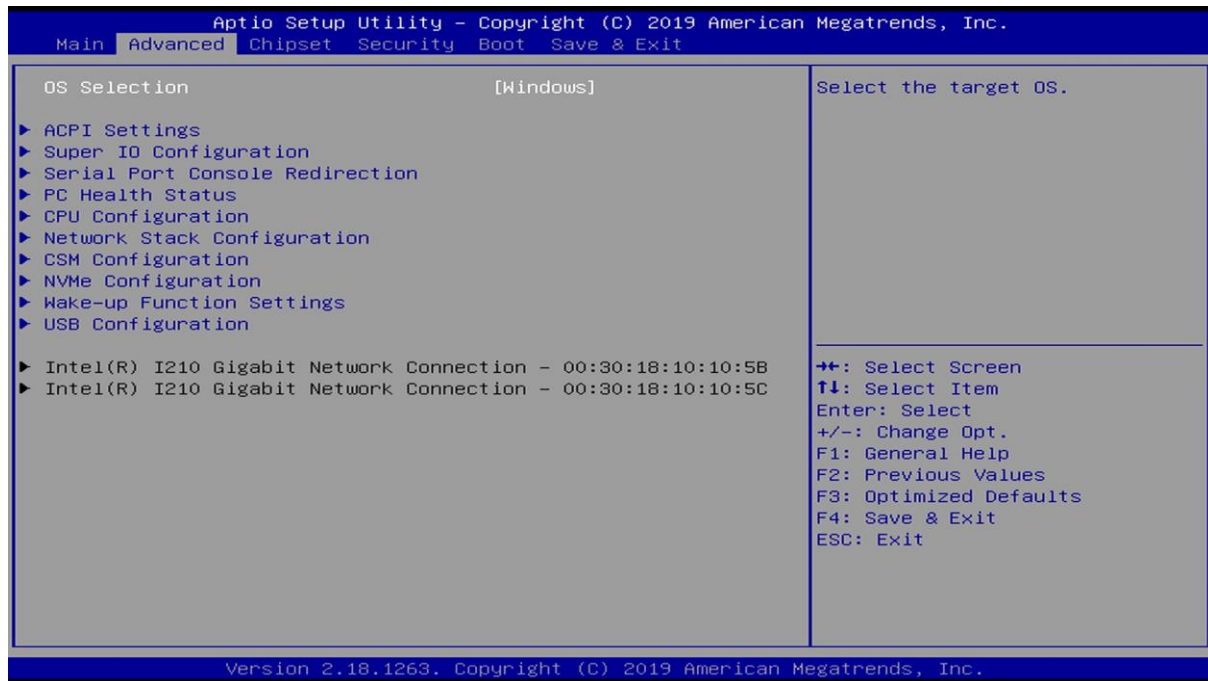 Aptio Setup Utility – Copyright (C) 2019 American Megatrends, Inc.
Main Advanced Chipset Security Boot Save & Exit
OS Selection [Windows]
ACPI Settings
Super IO Configuration
Serial Port Console Redirection
PC Health Status
CPU Configuration
Network Stack Configuration
CSM Configuration
NVMe Configuration
Wake-up Function Settings
USB Configuration
Intel(R) I210 Gigabit Network Connection – 00:30:18:10:10:5B
Intel(R) I210 Gigabit Network Connection – 00:30:18:10:10:5C
Select the target OS.
→←: Select Screen
↑↓: Select Item
Enter: Select
+/-: Change Opt.
F1: General Help
F2: Previous Values
F3: Optimized Defaults
F4: Save & Exit
ESC: Exit
Version 2.18.1263. Copyright (C) 2019 American Megatrends, Inc.